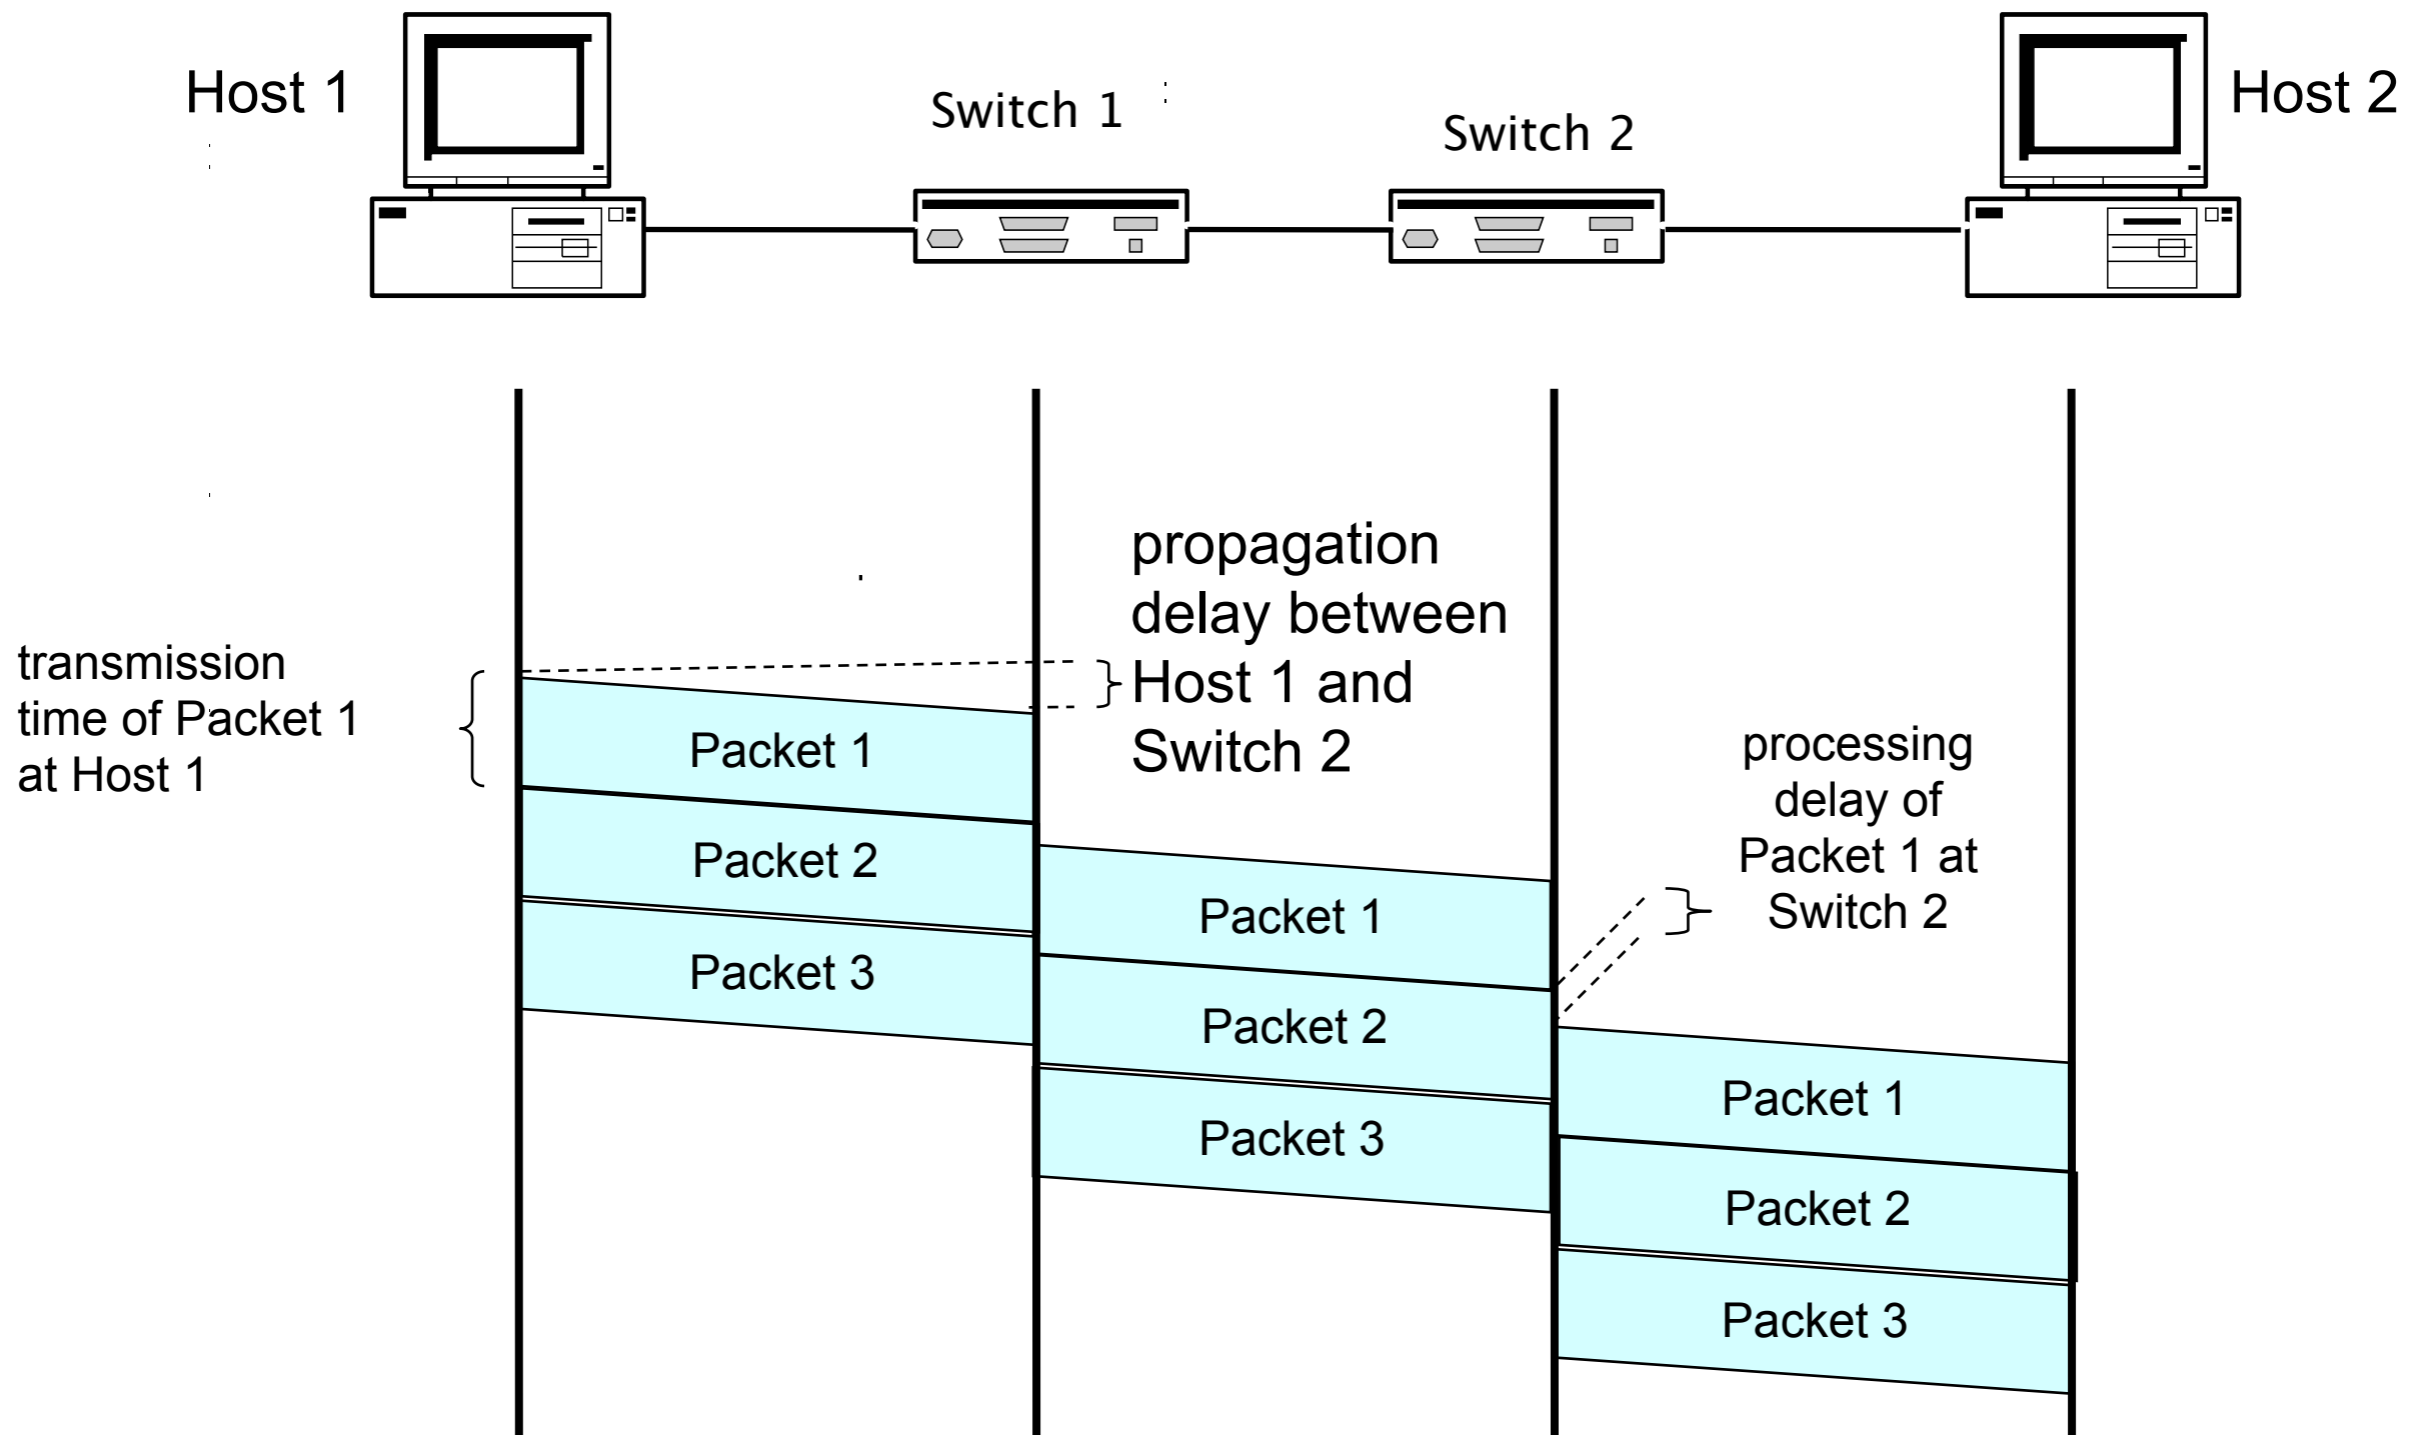 Host 1
Switch 1
Switch 2
Host 2
propagation
delay between
Host 1 and
Switch 2
transmission
time of Packet 1
at Host 1
processing
delay of
Packet 1 at
Switch 2
Packet 1
Packet 2
Packet 3
Packet 1
Packet 2
Packet 3
Packet 1
Packet 2
Packet 3